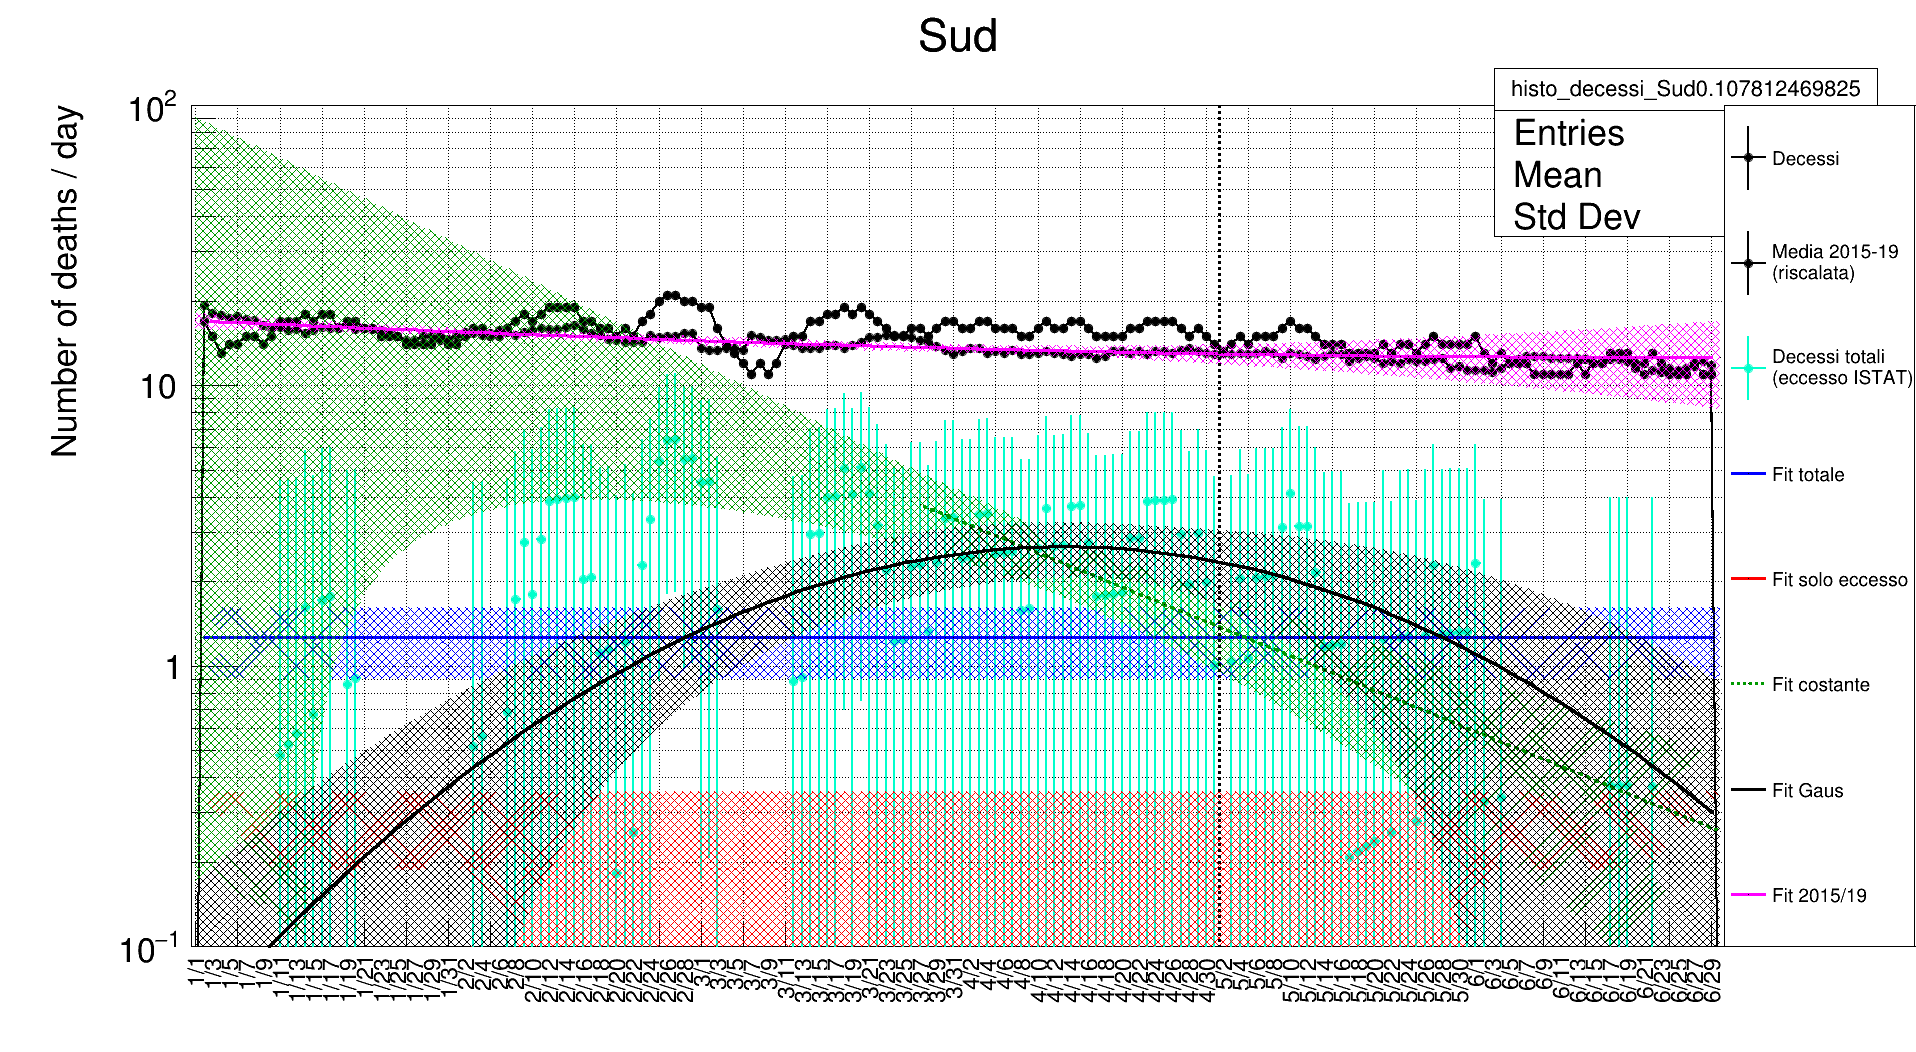 Sud
histo_decessi_Sud0.107812469825
Entries
Mean
Std Dev
Number of deaths / day
10²
10
1
10⁻¹
Decessi
Media 2015-19
(riscalata)
Decessi totali
(eccesso ISTAT)
Fit totale
Fit solo eccesso
Fit costante
Fit Gaus
Fit 2015/19
1/1 1/3 1/5 1/7 1/9 1/11 1/13 1/15 1/17 1/19 1/21 1/23 1/25 1/27 1/29 1/31 2/2 2/4 2/6 2/8 2/10 2/12 2/14 2/16 2/18 2/20 2/22 2/24 2/26 2/28 3/1 3/3 3/5 3/7 3/9 3/11 3/13 3/15 3/17 3/19 3/21 3/23 3/25 3/27 3/29 3/31 4/2 4/4 4/6 4/8 4/10 4/12 4/14 4/16 4/18 4/20 4/22 4/24 4/26 4/28 4/30 5/2 5/4 5/6 5/8 5/10 5/12 5/14 5/16 5/18 5/20 5/22 5/24 5/26 5/28 5/30 6/1 6/3 6/5 6/7 6/9 6/11 6/13 6/15 6/17 6/19 6/21 6/23 6/25 6/27 6/29